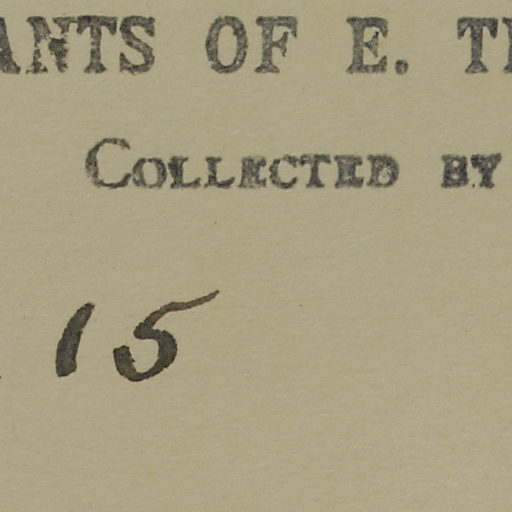 ANTS OF E. T
COLLECTED BY
15